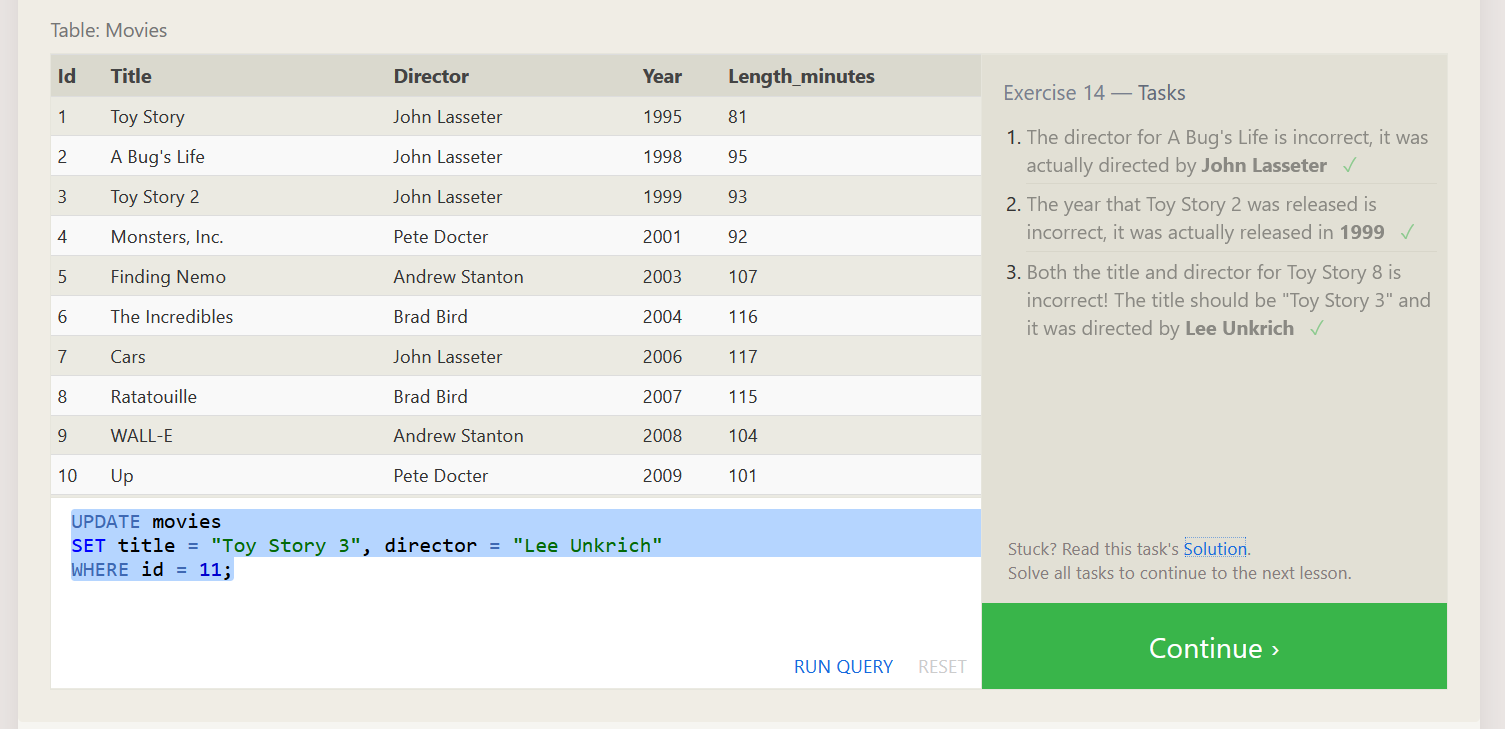 Table: Movies
Id Title Director Year Length_minutes
1 Toy Story John Lasseter 1995 81
2 A Bug's Life John Lasseter 1998 95
3 Toy Story 2 John Lasseter 1999 93
4 Monsters, Inc. Pete Docter 2001 92
5 Finding Nemo Andrew Stanton 2003 107
6 The Incredibles Brad Bird 2004 116
7 Cars John Lasseter 2006 117
8 Ratatouille Brad Bird 2007 115
9 WALL-E Andrew Stanton 2008 104
10 Up Pete Docter 2009 101
UPDATE movies
SET title = "Toy Story 3", director = "Lee Unkrich"
WHERE id = 11;
RUN QUERY RESET
Exercise 14 — Tasks
1. The director for A Bug's Life is incorrect, it was
actually directed by John Lasseter ✓
2. The year that Toy Story 2 was released is
incorrect, it was actually released in 1999 ✓
3. Both the title and director for Toy Story 8 is
incorrect! The title should be "Toy Story 3" and
it was directed by Lee Unkrich ✓
Stuck? Read this task's Solution.
Solve all tasks to continue to the next lesson.
Continue ›